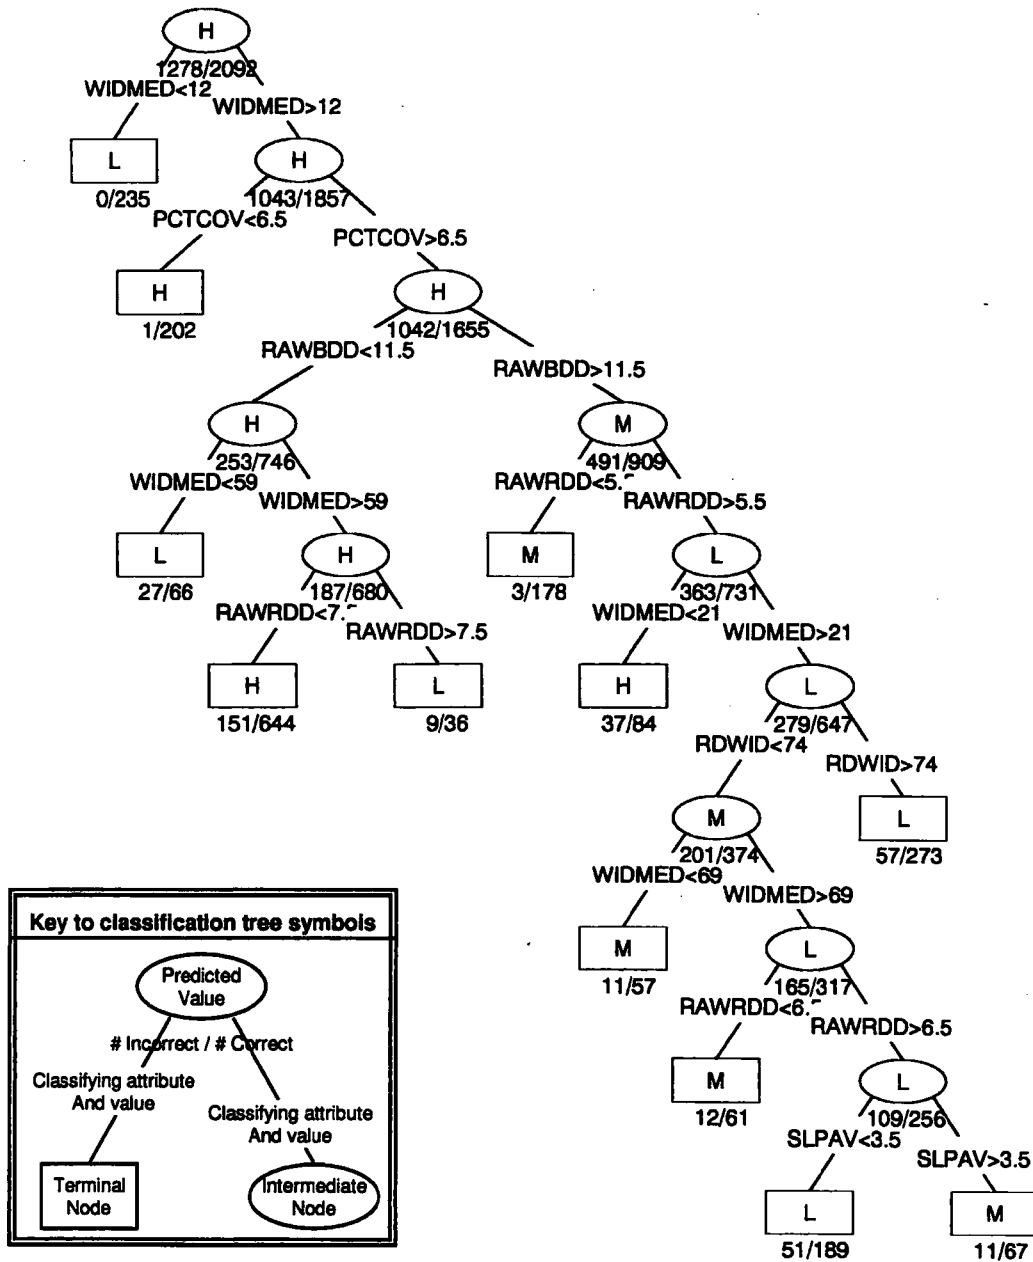 H
1278/2092
WIDMED<12
WIDMED>12
L
0/235
H
1043/1857
PCTCOV<6.5
PCTCOV>6.5
H
1/202
H
1042/1655
RAWBDD<11.5
RAWBDD>11.5
H
253/746
M
491/909
WIDMED<59
WIDMED>59
RAWRDD<5.
RAWRDD>5.5
L
27/66
H
187/680
M
3/178
L
363/731
RAWRDD<7.
RAWRDD>7.5
WIDMED<21
WIDMED>21
H
151/644
L
9/36
H
37/84
L
279/647
RDWID<74
RDWID>74
M
201/374
L
57/273
WIDMED<69
WIDMED>69
M
11/57
L
165/317
RAWRDD<6.
RAWRDD>6.5
M
12/61
L
109/256
SLPAV<3.5
SLPAV>3.5
L
51/189
M
11/67
Key to classification tree symbols
Predicted
Value
# Incorrect / # Correct
Classifying attribute
And value
Classifying attribute
And value
Terminal
Node
Intermediate
Node